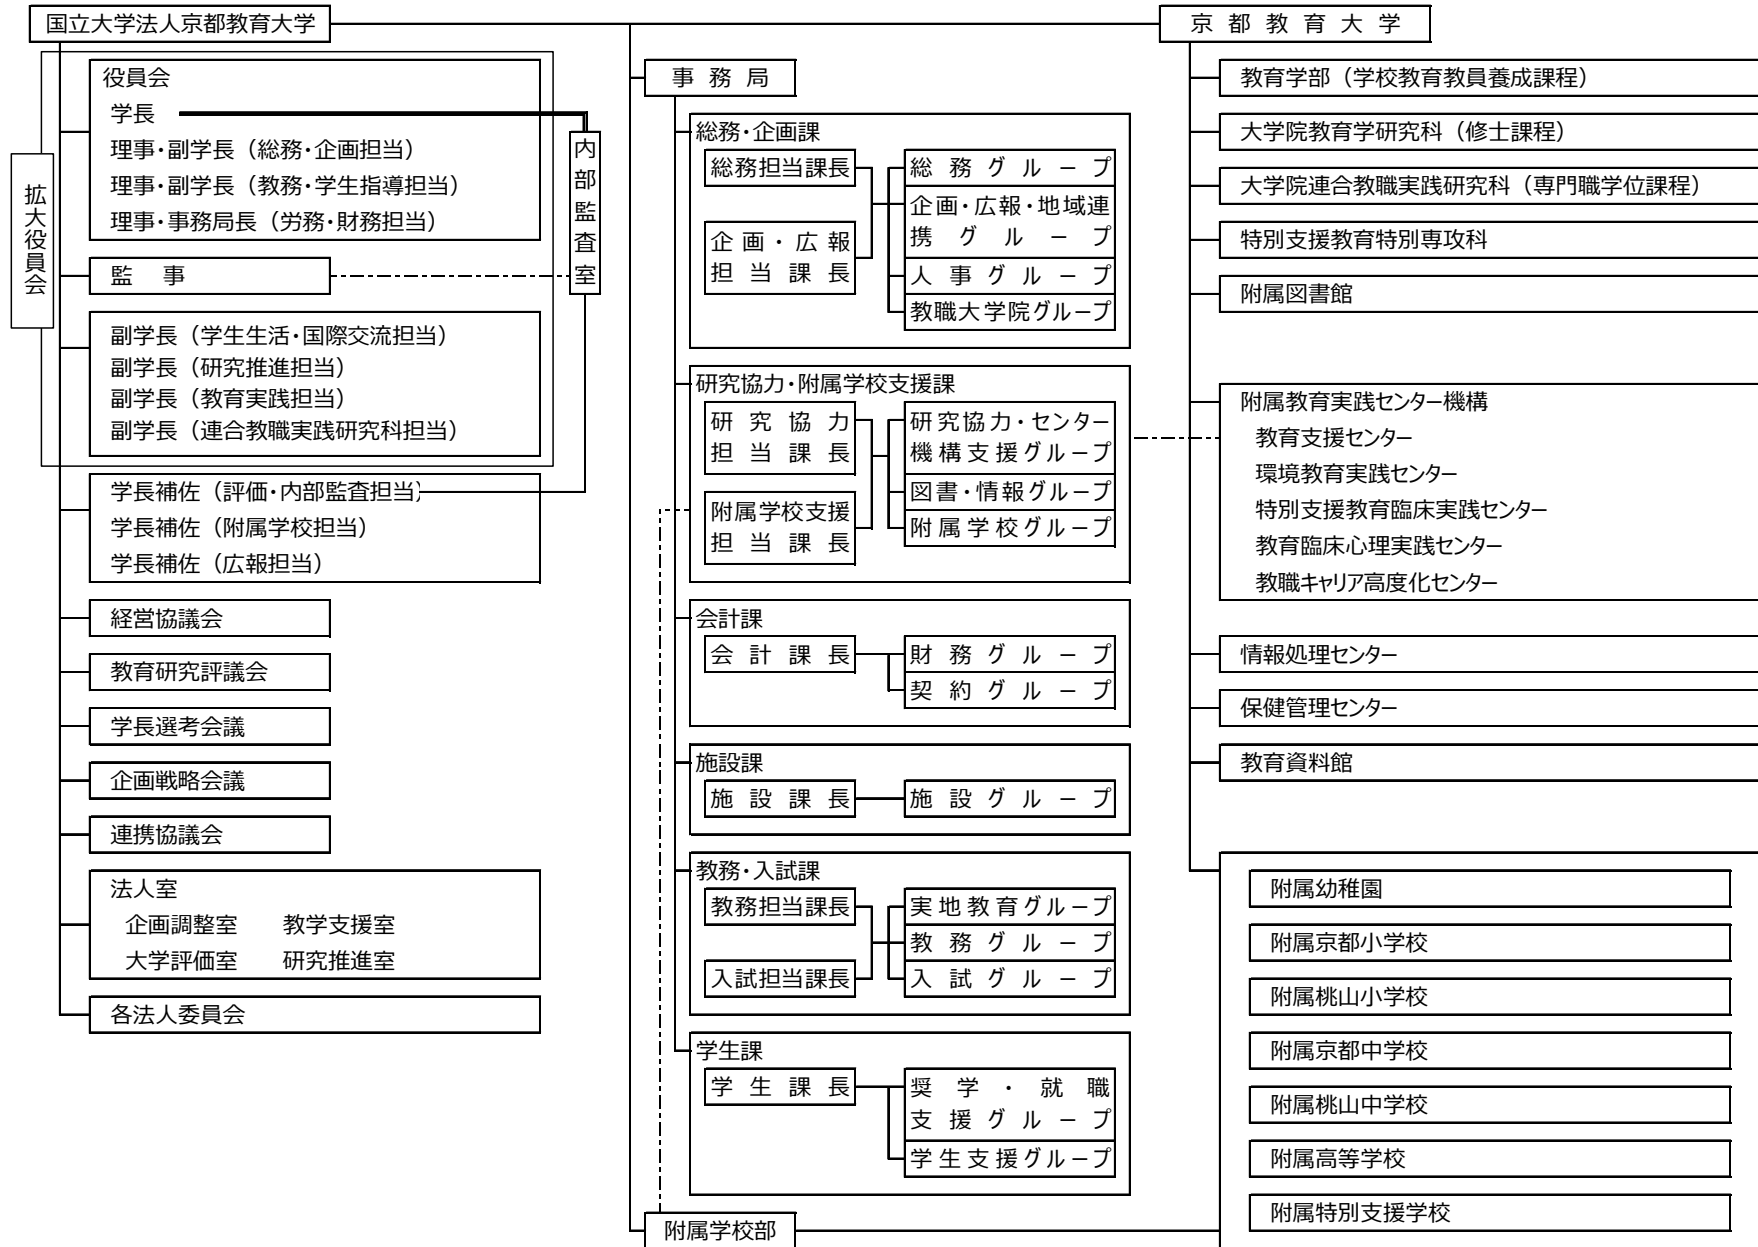 国立大学法人京都教育大学
拡大役員会
役員会
学長
理事・副学長（総務・企画担当）
理事・副学長（教務・学生指導担当）
理事・事務局長（労務・財務担当）
内部監査室
監　事
副学長（学生生活・国際交流担当）
副学長（研究推進担当）
副学長（教育実践担当）
副学長（連合教職実践研究科担当）
学長補佐（評価・内部監査担当）
学長補佐（附属学校担当）
学長補佐（広報担当）
経営協議会
教育研究評議会
学長選考会議
企画戦略会議
連携協議会
法人室
企画調整室　教学支援室
大学評価室　研究推進室
各法人委員会
事 務 局
総務・企画課
総務担当課長
企画・広報
担当課長
総務グループ
企画・広報・地域連
携グループ
人事グループ
教職大学院グループ
研究協力・附属学校支援課
研究協力
担当課長
附属学校支援
担当課長
研究協力・センター
機構支援グループ
図書・情報グループ
附属学校グループ
会計課
会計課長
財務グループ
契約グループ
施設課
施設課長
施設グループ
教務・入試課
教務担当課長
入試担当課長
実地教育グループ
教務グループ
入試グループ
学生課
学生課長
奨学・就職
支援グループ
学生支援グループ
附属学校部
京 都 教 育 大 学
教育学部（学校教育教員養成課程）
大学院教育学研究科（修士課程）
大学院連合教職実践研究科（専門職学位課程）
特別支援教育特別専攻科
附属図書館
附属教育実践センター機構
教育支援センター
環境教育実践センター
特別支援教育臨床実践センター
教育臨床心理実践センター
教職キャリア高度化センター
情報処理センター
保健管理センター
教育資料館
附属幼稚園
附属京都小学校
附属桃山小学校
附属京都中学校
附属桃山中学校
附属高等学校
附属特別支援学校